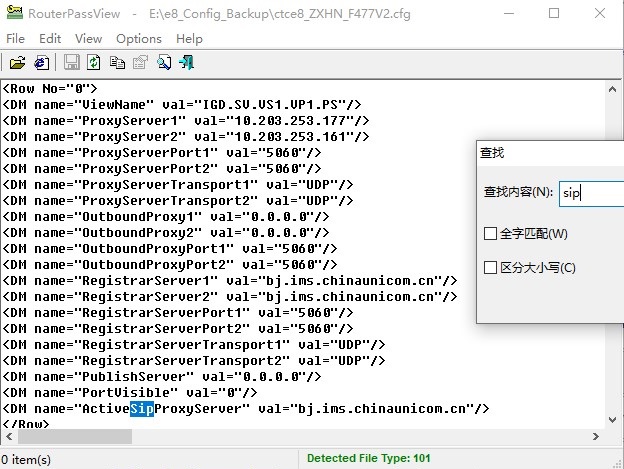 RouterPassView - E:\e8_Config_Backup\ctce8_ZXHN_F477V2.cfg
File Edit View Options Help
<Row No="0">
<DM name="ViewName" val="IGD.SV.VS1.VP1.PS"/>
<DM name="ProxyServer1" val="10.203.253.177"/>
<DM name="ProxyServer2" val="10.203.253.161"/>
<DM name="ProxyServerPort1" val="5060"/>
<DM name="ProxyServerPort2" val="5060"/>
<DM name="ProxyServerTransport1" val="UDP"/>
<DM name="ProxyServerTransport2" val="UDP"/>
<DM name="OutboundProxy1" val="0.0.0.0"/>
<DM name="OutboundProxy2" val="0.0.0.0"/>
<DM name="OutboundProxyPort1" val="5060"/>
<DM name="OutboundProxyPort2" val="5060"/>
<DM name="RegistrarServer1" val="bj.ims.chinaunicom.cn"/>
<DM name="RegistrarServer2" val="bj.ims.chinaunicom.cn"/>
<DM name="RegistrarServerPort1" val="5060"/>
<DM name="RegistrarServerPort2" val="5060"/>
<DM name="RegistrarServerTransport1" val="UDP"/>
<DM name="RegistrarServerTransport2" val="UDP"/>
<DM name="PublishServer" val="0.0.0.0"/>
<DM name="PortVisible" val="0"/>
<DM name="ActiveSipProxyServer" val="bj.ims.chinaunicom.cn"/>
</Row>
查找
查找内容(N): sip
全字匹配(W)
区分大小写(C)
0 item(s)
Detected File Type: 101